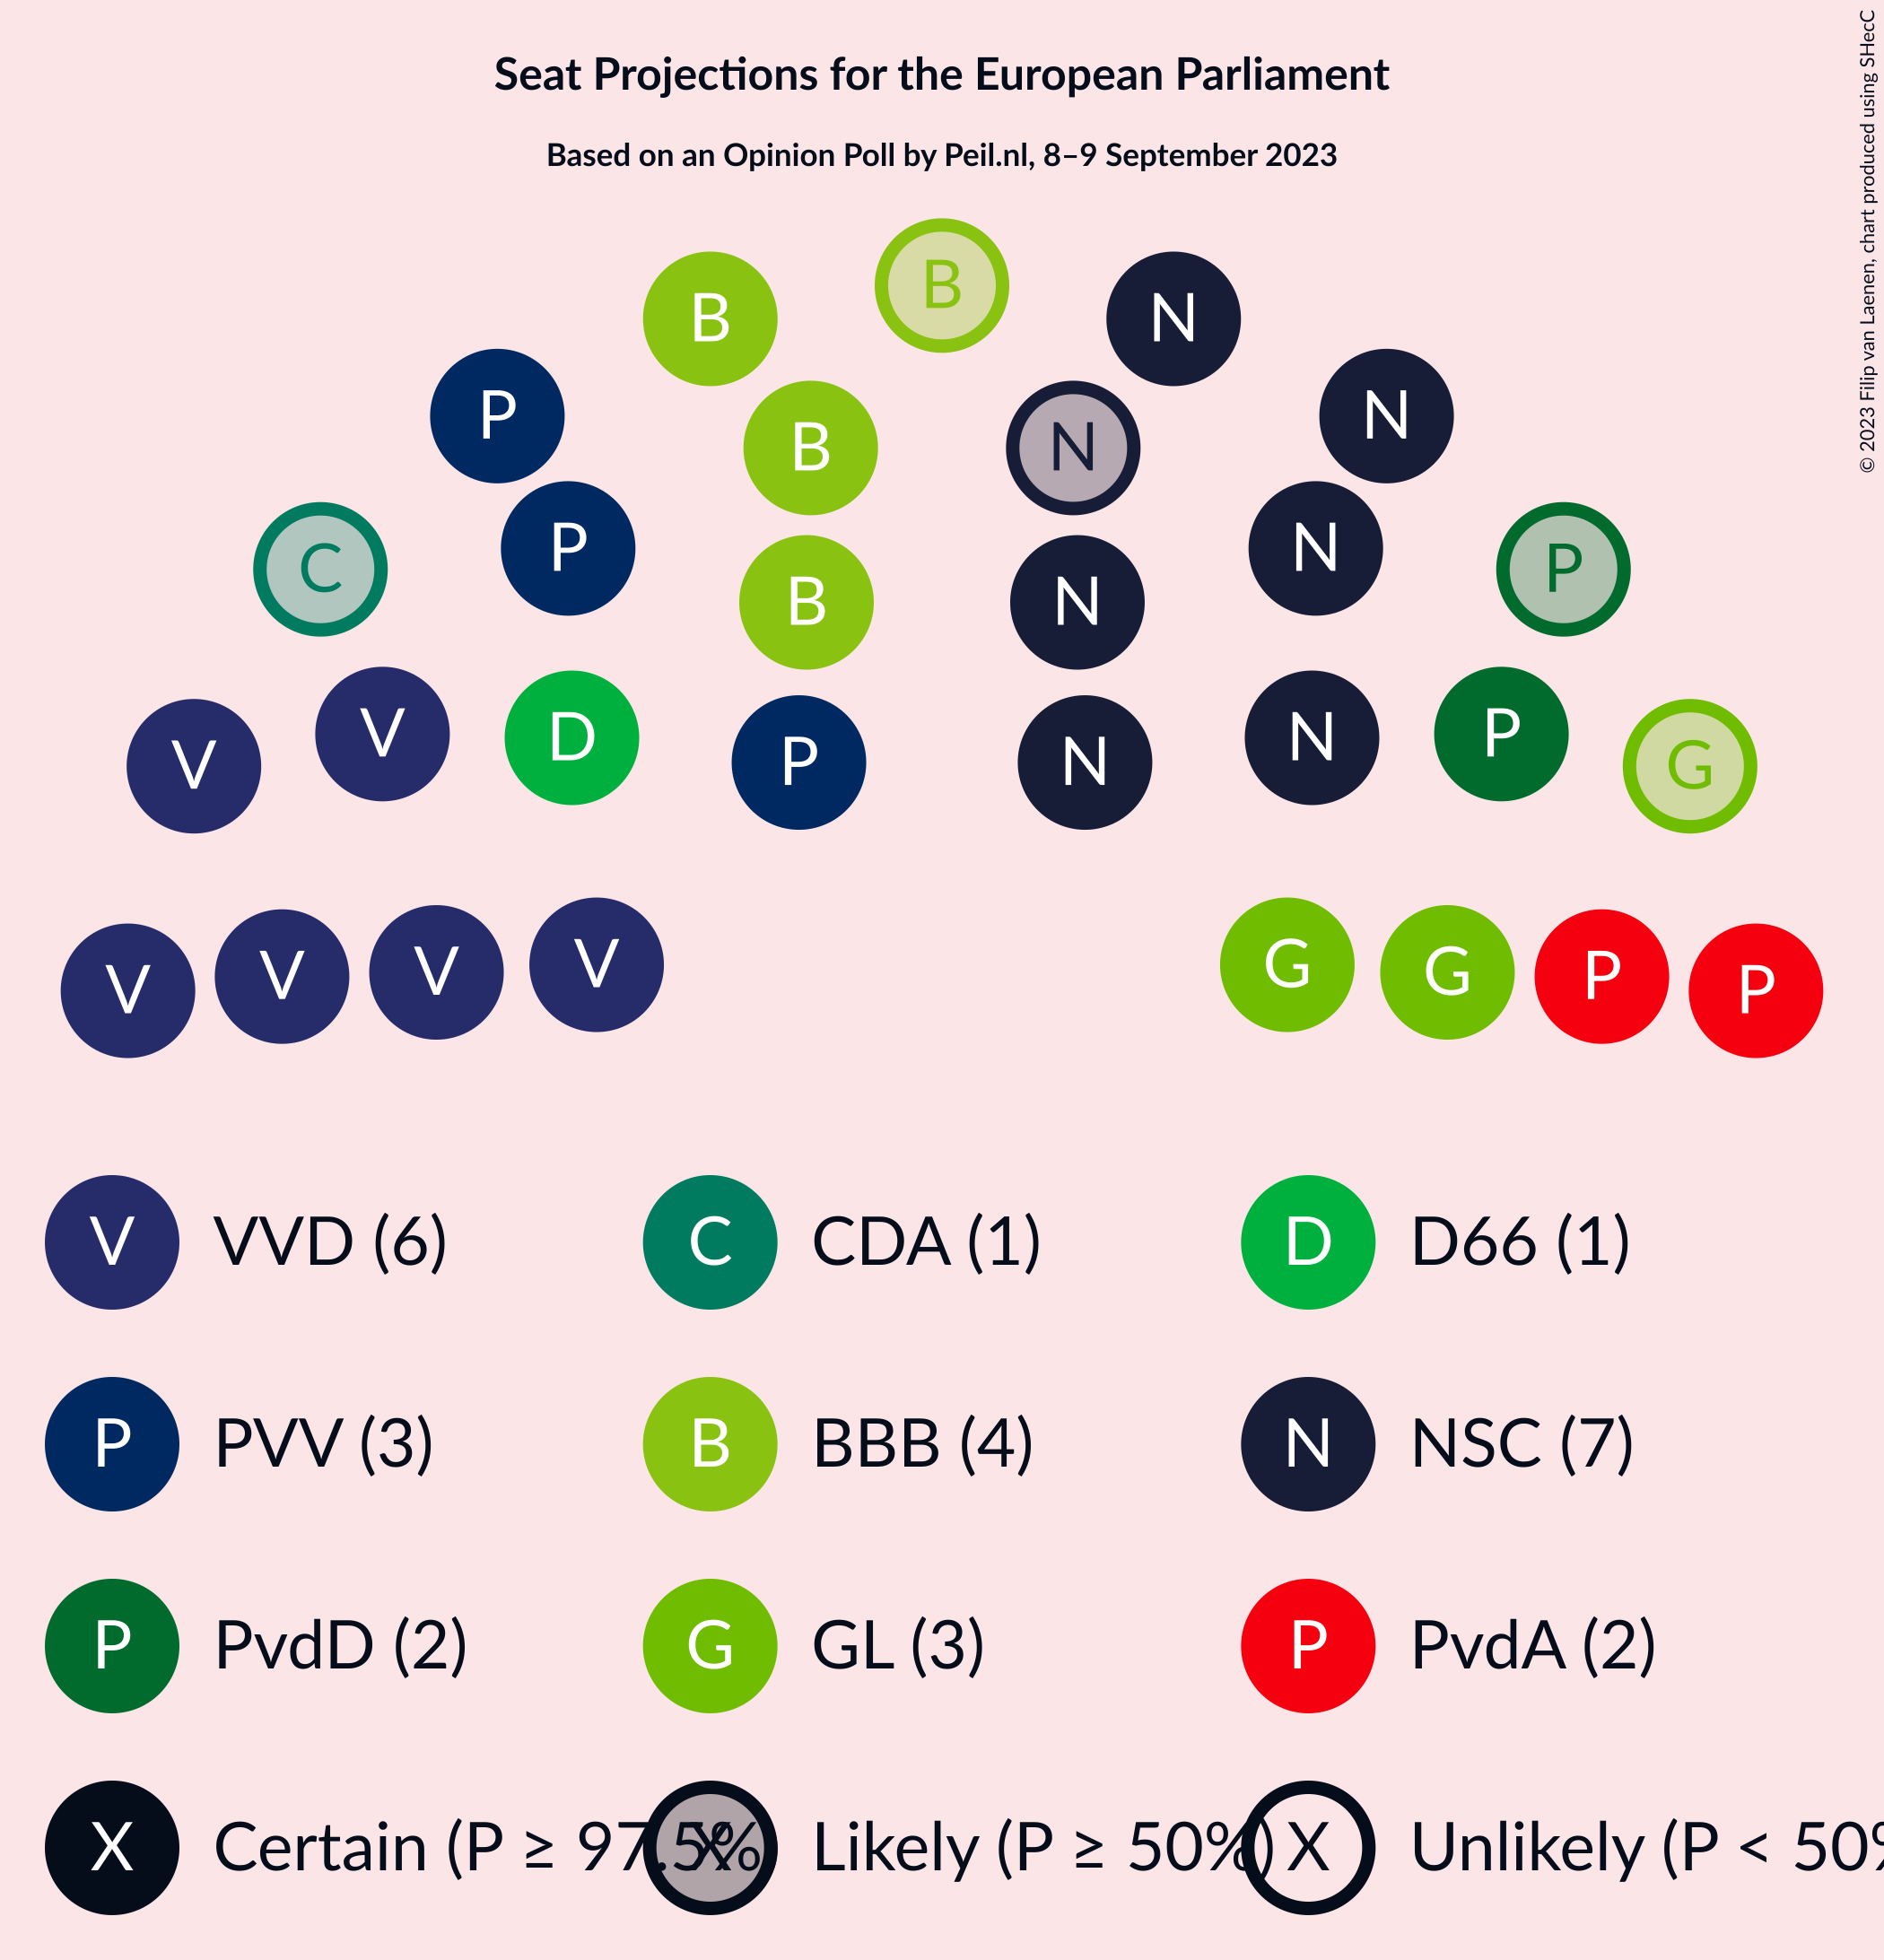 Seat Projections for the European Parliament
Based on an Opinion Poll by Peil.nl, 8–9 September 2023
© 2023 Filip van Laenen, chart produced using SHecC
B
B N
P N
B N
P N
C P
B N
V V D P N N P G
V V V V G G P P
V VVD (6) C CDA (1) D D66 (1)
P PVV (3) B BBB (4) N NSC (7)
P PvdD (2) G GL (3) P PvdA (2)
X Certain (P ≥ 97.5% X Likely (P ≥ 50%) X Unlikely (P < 50%